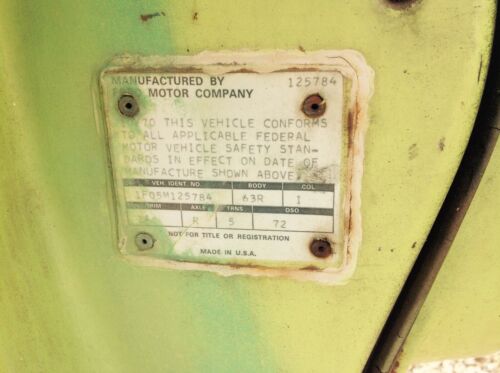 MANUFACTURED BY 125784
MOTOR COMPANY
TO THIS VEHICLE CONFORMS
TO ALL APPLICABLE FEDERAL
MOTOR VEHICLE SAFETY STAN-
DARDS IN EFFECT ON DATE OF
MANUFACTURE SHOWN ABOVE.
VEH. IDENT. NO. BODY COL
1F05M125784 63R I
TRIM AXLE TRNS DSO
R 5 72
NOT FOR TITLE OR REGISTRATION
MADE IN U.S.A.